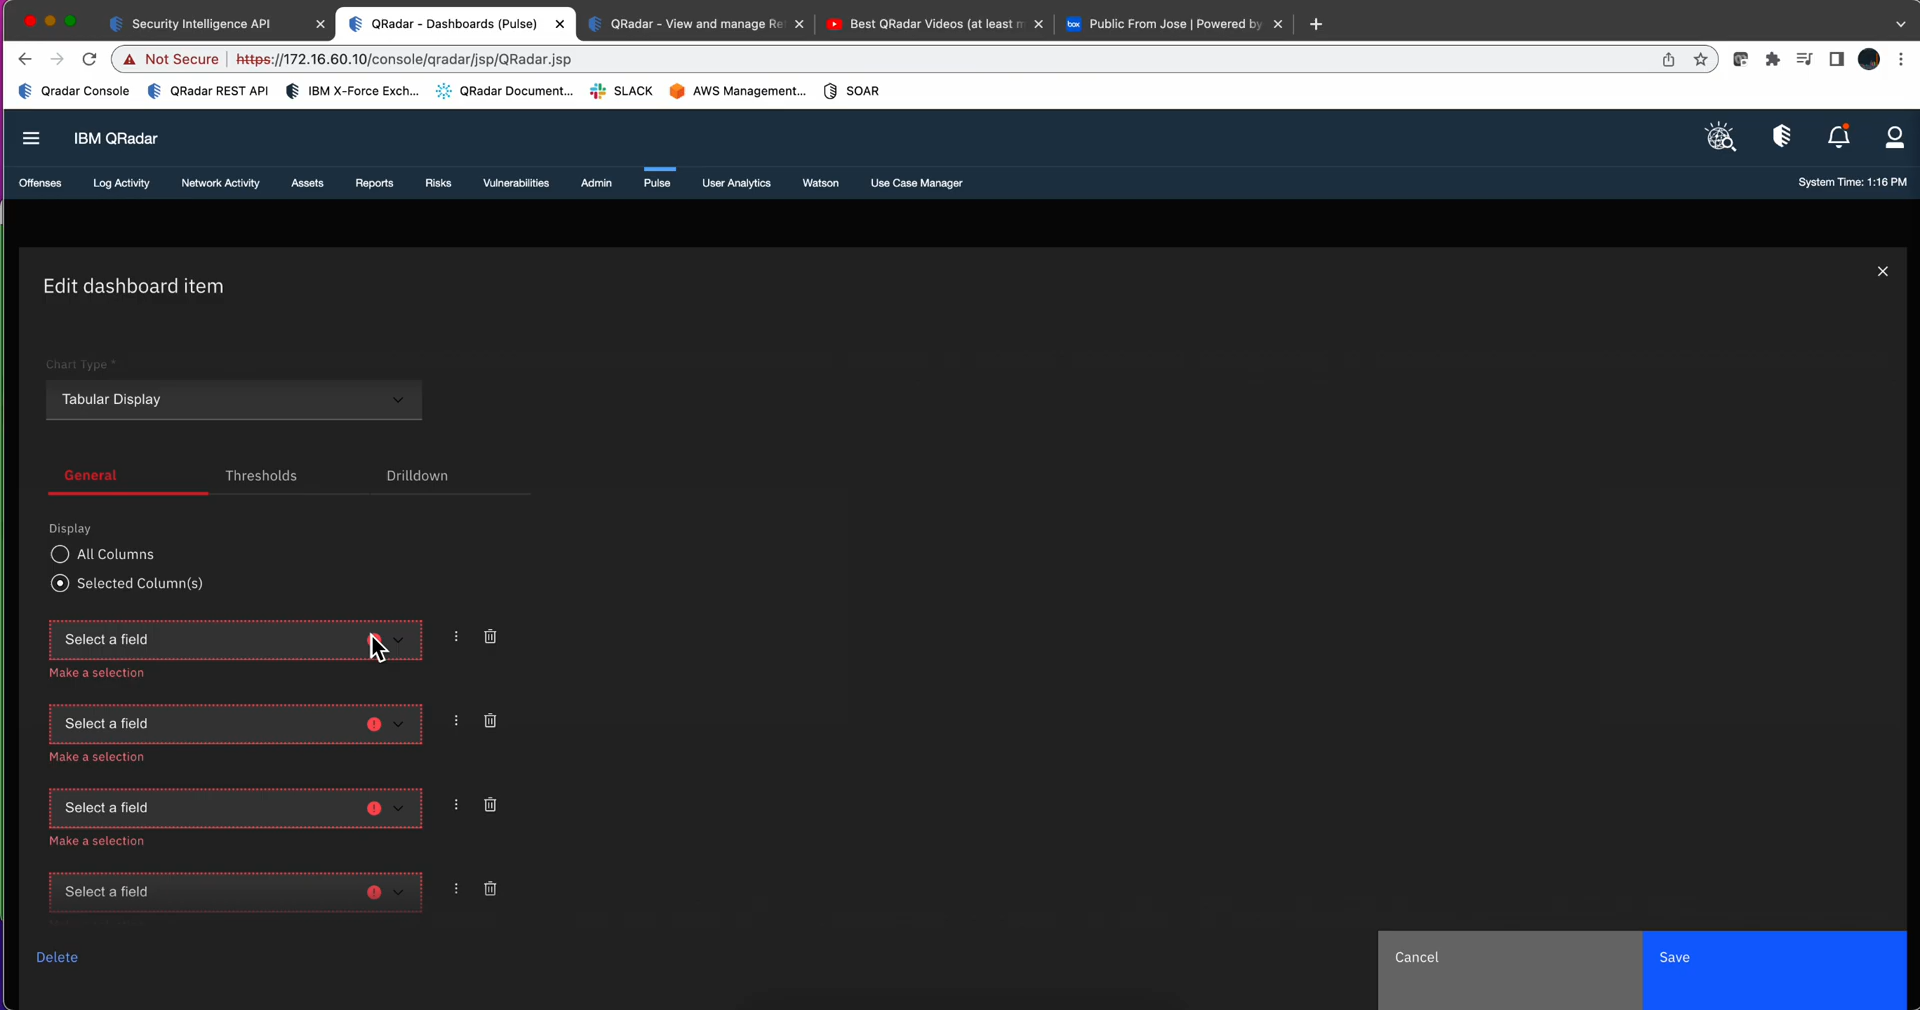 Security Intelligence API
QRadar - Dashboards (Pulse)
QRadar - View and manage Re
Best QRadar Videos (at least m
Public From Jose | Powered by
Not Secure
https://172.16.60.10/console/qradar/jsp/QRadar.jsp
Qradar Console
QRadar REST API
IBM X-Force Exch...
QRadar Document...
SLACK
AWS Management...
SOAR
IBM QRadar
Offenses
Log Activity
Network Activity
Assets
Reports
Risks
Vulnerabilities
Admin
Pulse
User Analytics
Watson
Use Case Manager
System Time: 1:16 PM
Edit dashboard item
Chart Type *
Tabular Display
General
Thresholds
Drilldown
Display
All Columns
Selected Column(s)
Select a field
Make a selection
Select a field
Make a selection
Select a field
Make a selection
Select a field
Delete
Cancel
Save